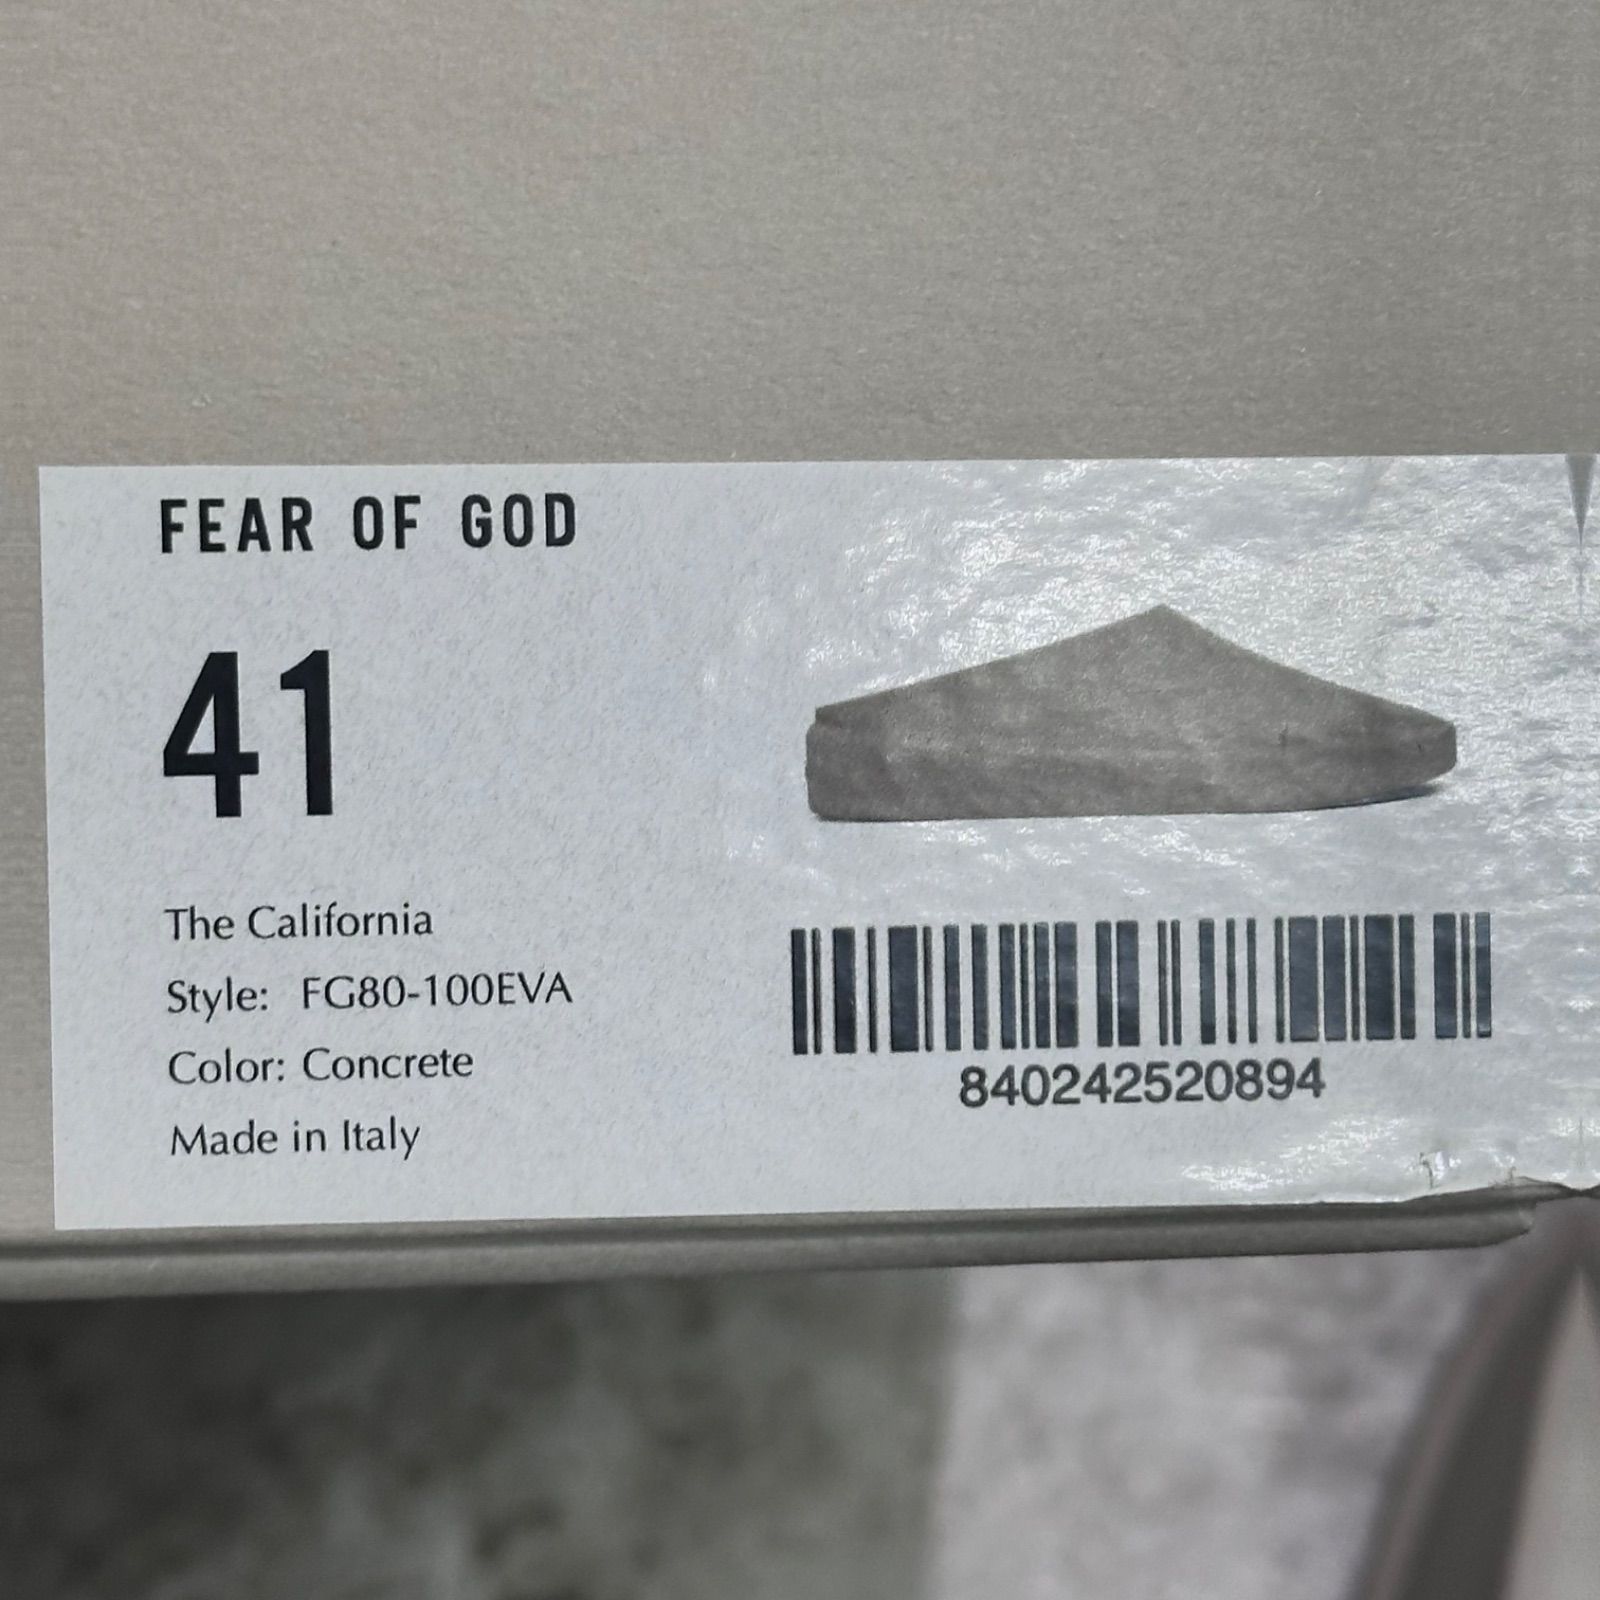 FEAR OF GOD
41
The California
Style: FG80-100EVA
Color: Concrete
Made in Italy
840242520894